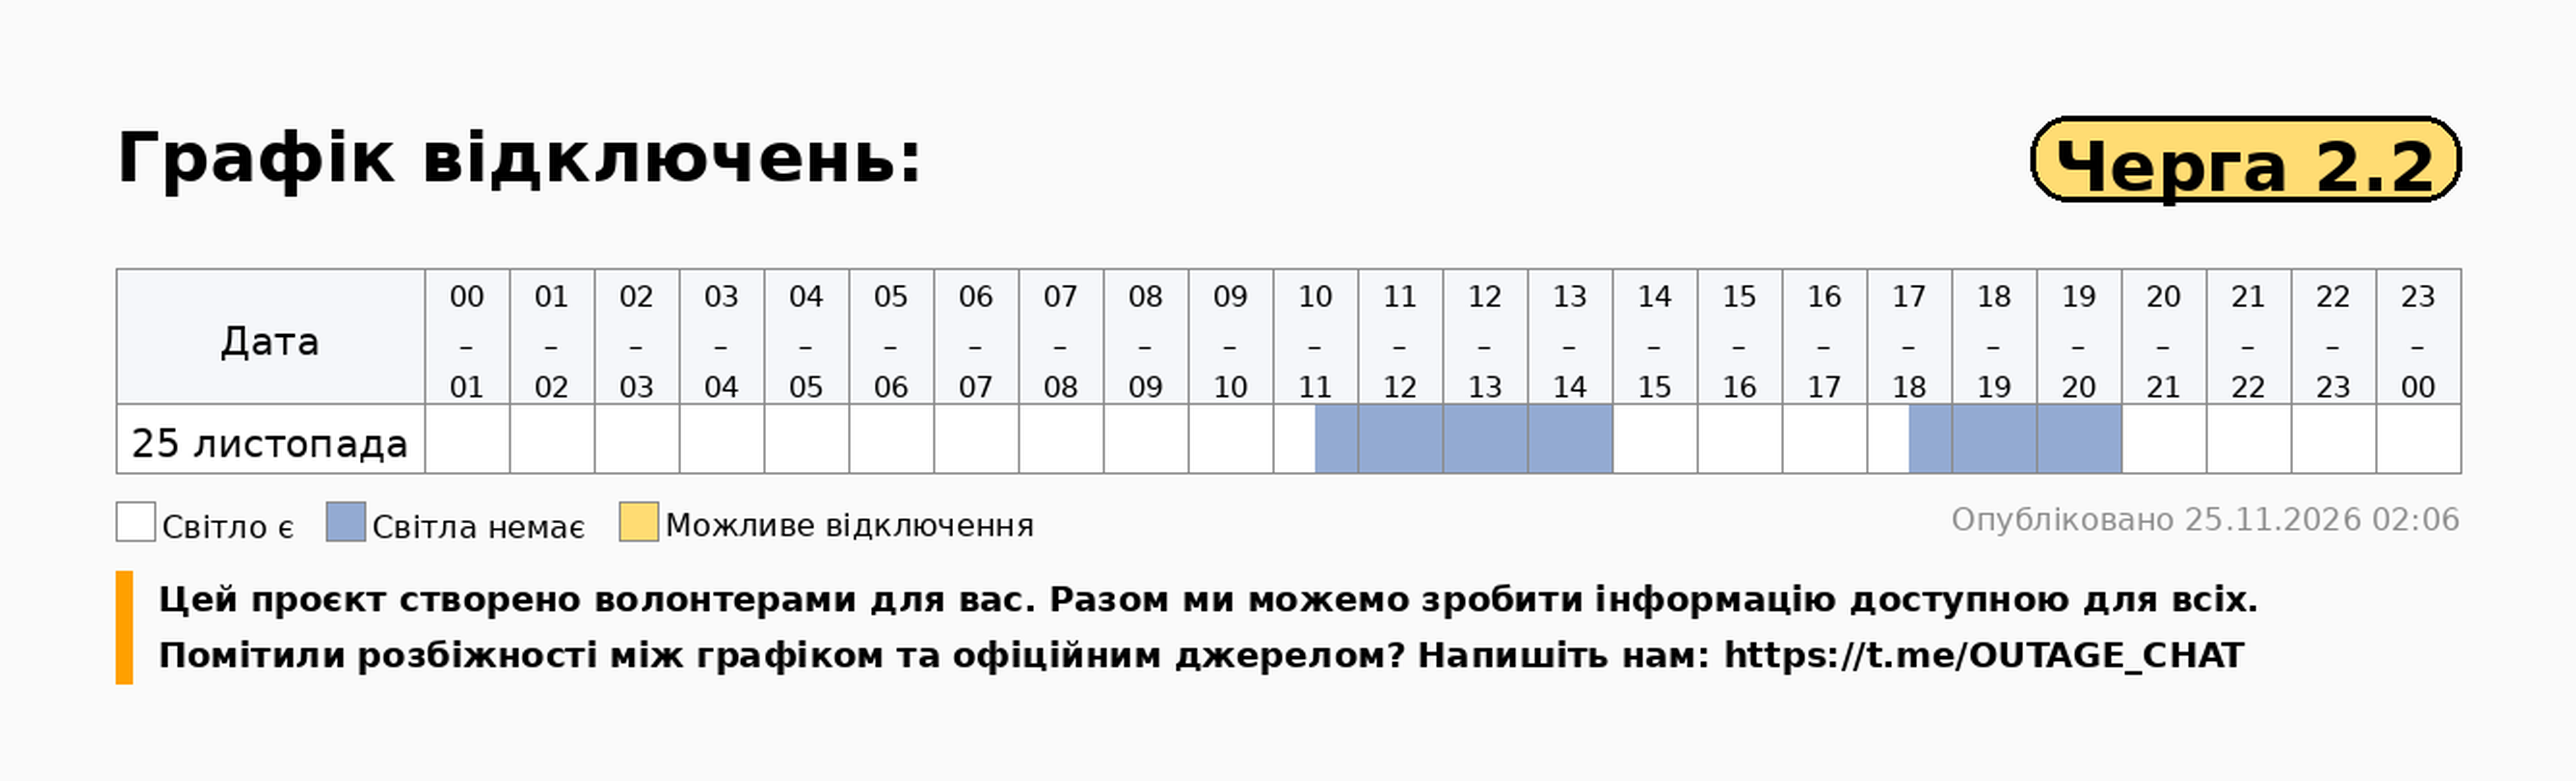 Графік відключень:
Черга 2.2
Дата 00 – 01 01 – 02 02 – 03 03 – 04 04 – 05 05 – 06 06 – 07 07 – 08 08 – 09 09 – 10 10 – 11 11 – 12 12 – 13 13 – 14 14 – 15 15 – 16 16 – 17 17 – 18 18 – 19 19 – 20 20 – 21 21 – 22 22 – 23 23 – 00
25 листопада
Світло є Світла немає Можливе відключення
Опубліковано 25.11.2026 02:06
Цей проєкт створено волонтерами для вас. Разом ми можемо зробити інформацію доступною для всіх.
Помітили розбіжності між графіком та офіційним джерелом? Напишіть нам: https://t.me/OUTAGE_CHAT